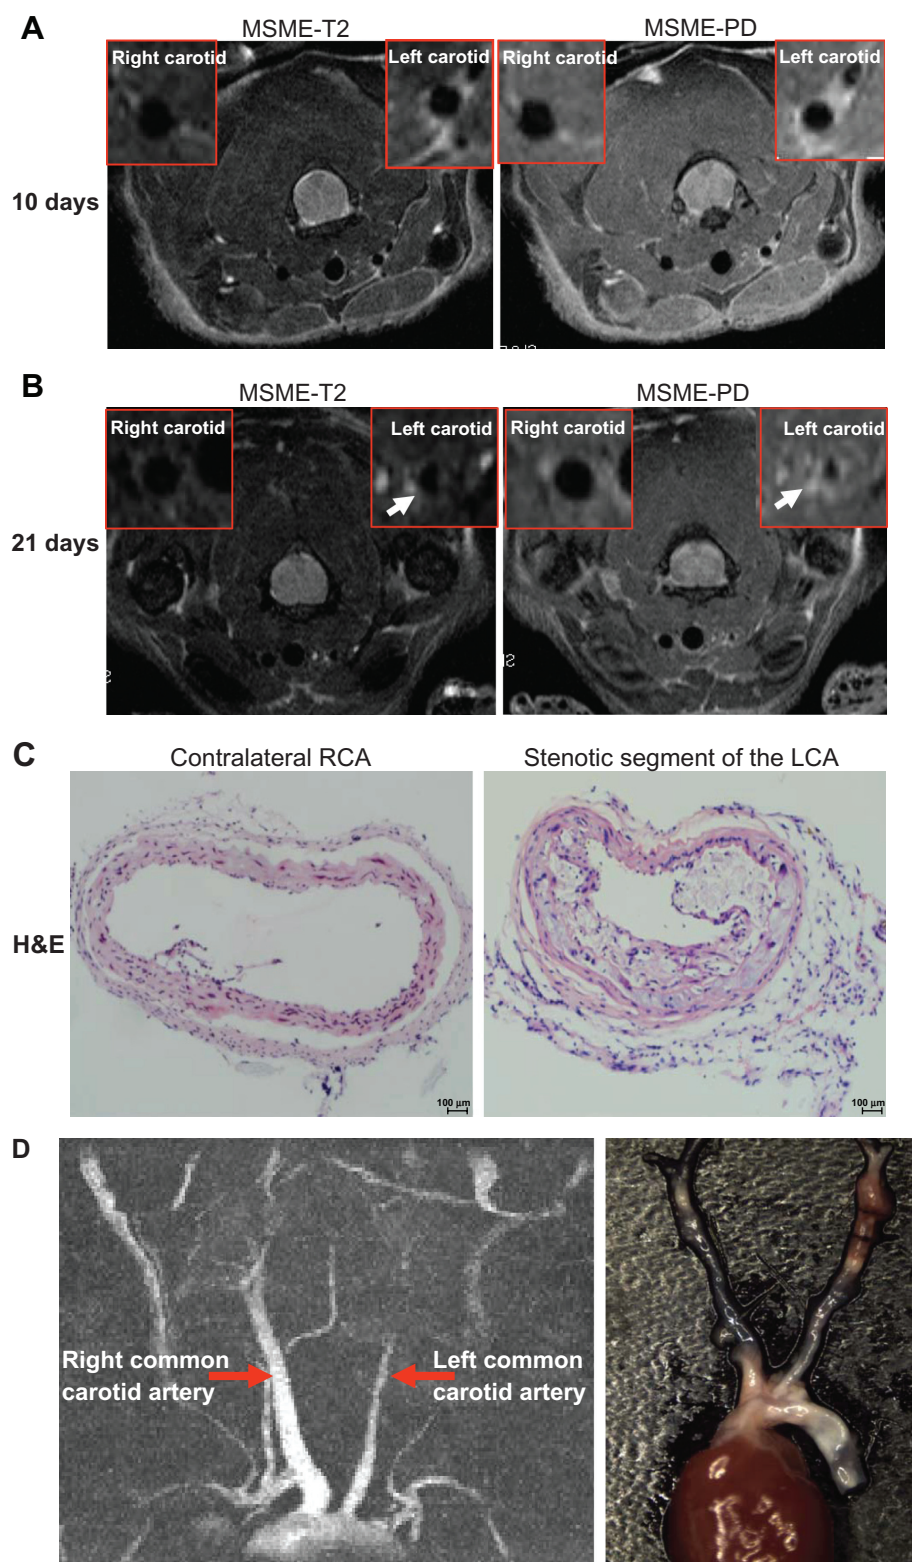 A
MSME-T2
MSME-PD
Right carotid
Left carotid
Right carotid
Left carotid
10 days
B
MSME-T2
MSME-PD
Right carotid
Left carotid
Right carotid
Left carotid
21 days
C
Contralateral RCA
Stenotic segment of the LCA
H&E
100 µm
100 µm
D
Right common
carotid artery
Left common
carotid artery